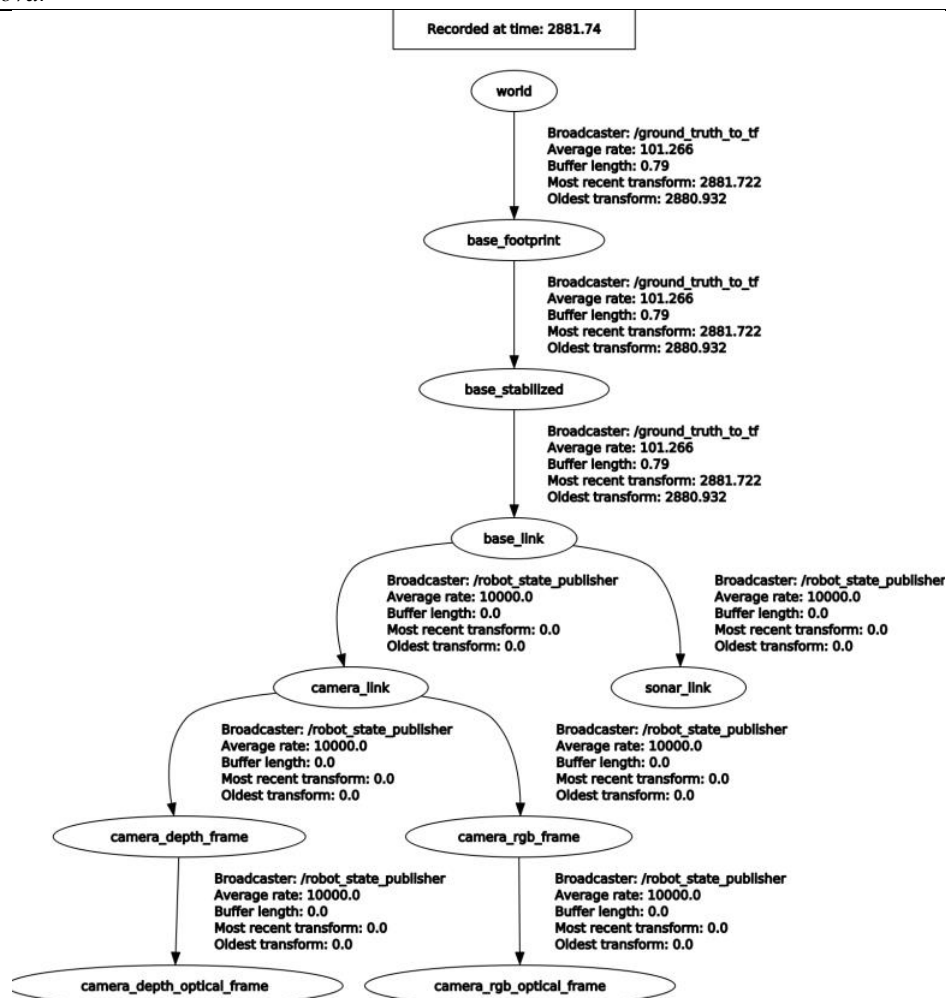 Recorded at time: 2881.74
world
Broadcaster: /ground_truth_to_tf
Average rate: 101.266
Buffer length: 0.79
Most recent transform: 2881.722
Oldest transform: 2880.932
base_footprint
Broadcaster: /ground_truth_to_tf
Average rate: 101.266
Buffer length: 0.79
Most recent transform: 2881.722
Oldest transform: 2880.932
base_stabilized
Broadcaster: /ground_truth_to_tf
Average rate: 101.266
Buffer length: 0.79
Most recent transform: 2881.722
Oldest transform: 2880.932
base_link
Broadcaster: /robot_state_publisher
Average rate: 10000.0
Buffer length: 0.0
Most recent transform: 0.0
Oldest transform: 0.0
Broadcaster: /robot_state_publisher
Average rate: 10000.0
Buffer length: 0.0
Most recent transform: 0.0
Oldest transform: 0.0
camera_link
sonar_link
Broadcaster: /robot_state_publisher
Average rate: 10000.0
Buffer length: 0.0
Most recent transform: 0.0
Oldest transform: 0.0
Broadcaster: /robot_state_publisher
Average rate: 10000.0
Buffer length: 0.0
Most recent transform: 0.0
Oldest transform: 0.0
camera_depth_frame
camera_rgb_frame
Broadcaster: /robot_state_publisher
Average rate: 10000.0
Buffer length: 0.0
Most recent transform: 0.0
Oldest transform: 0.0
Broadcaster: /robot_state_publisher
Average rate: 10000.0
Buffer length: 0.0
Most recent transform: 0.0
Oldest transform: 0.0
camera_depth_optical_frame
camera_rgb_optical_frame